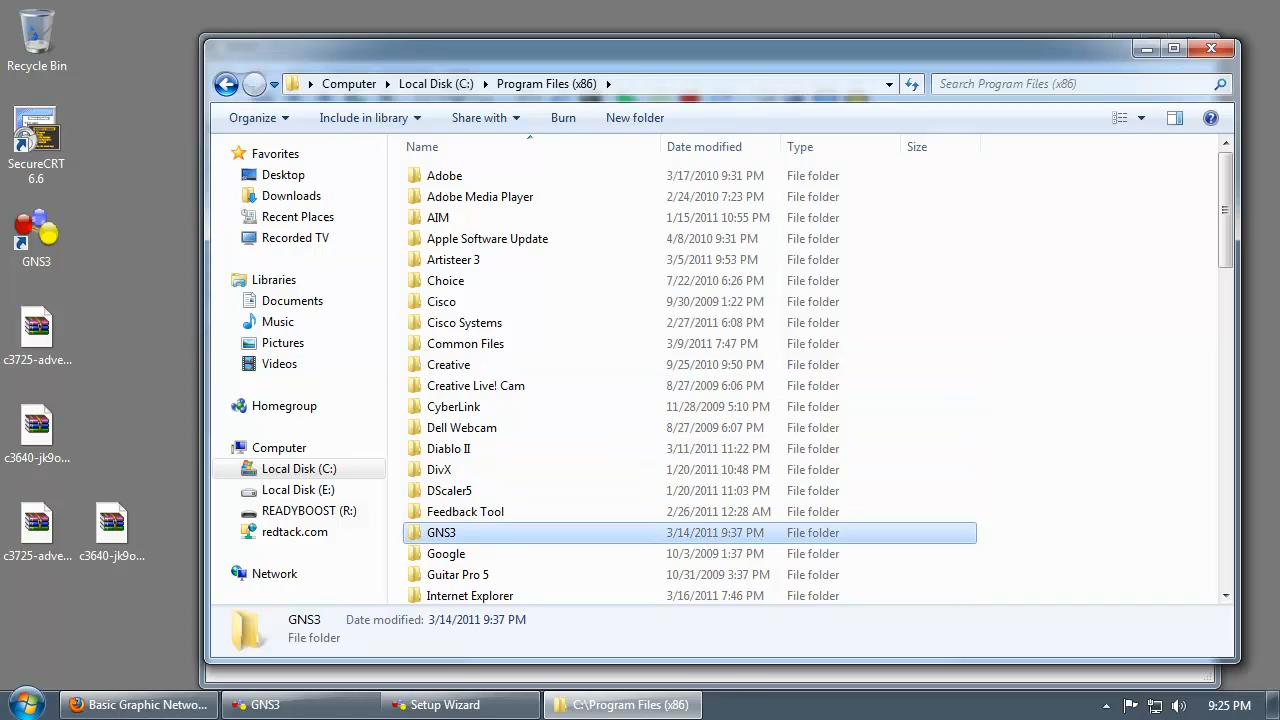 Recycle Bin
SecureCRT
6.6
GNS3
c3725-adve...
c3640-jk9o...
c3725-adve...
c3640-jk9o...
Computer
Local Disk (C:)
Program Files (x86)
Search Program Files (x86)
Organize
Include in library
Share with
Burn
New folder
Favorites
Desktop
Downloads
Recent Places
Recorded TV
Libraries
Documents
Music
Pictures
Videos
Homegroup
Computer
Local Disk (C:)
Local Disk (E:)
READYBOOST (R:)
redtack.com
Network
Name Date modified Type Size
Adobe 3/17/2010 9:31 PM File folder
Adobe Media Player 2/24/2010 7:23 PM File folder
AIM 1/15/2011 10:55 PM File folder
Apple Software Update 4/8/2010 9:31 PM File folder
Artisteer 3 3/5/2011 9:53 PM File folder
Choice 7/22/2010 6:26 PM File folder
Cisco 9/30/2009 1:22 PM File folder
Cisco Systems 2/27/2011 6:08 PM File folder
Common Files 3/9/2011 7:47 PM File folder
Creative 9/25/2010 9:50 PM File folder
Creative Live! Cam 8/27/2009 6:06 PM File folder
CyberLink 11/28/2009 5:10 PM File folder
Dell Webcam 8/27/2009 6:07 PM File folder
Diablo II 3/11/2011 11:22 PM File folder
DivX 1/20/2011 10:48 PM File folder
DScaler5 1/20/2011 11:03 PM File folder
Feedback Tool 2/26/2011 12:28 AM File folder
GNS3 3/14/2011 9:37 PM File folder
Google 10/3/2009 1:37 PM File folder
Guitar Pro 5 10/31/2009 3:37 PM File folder
Internet Explorer 3/16/2011 7:46 PM File folder
GNS3 Date modified: 3/14/2011 9:37 PM
File folder
Basic Graphic Netwo...
GNS3
Setup Wizard
C:\Program Files (x86)
9:25 PM